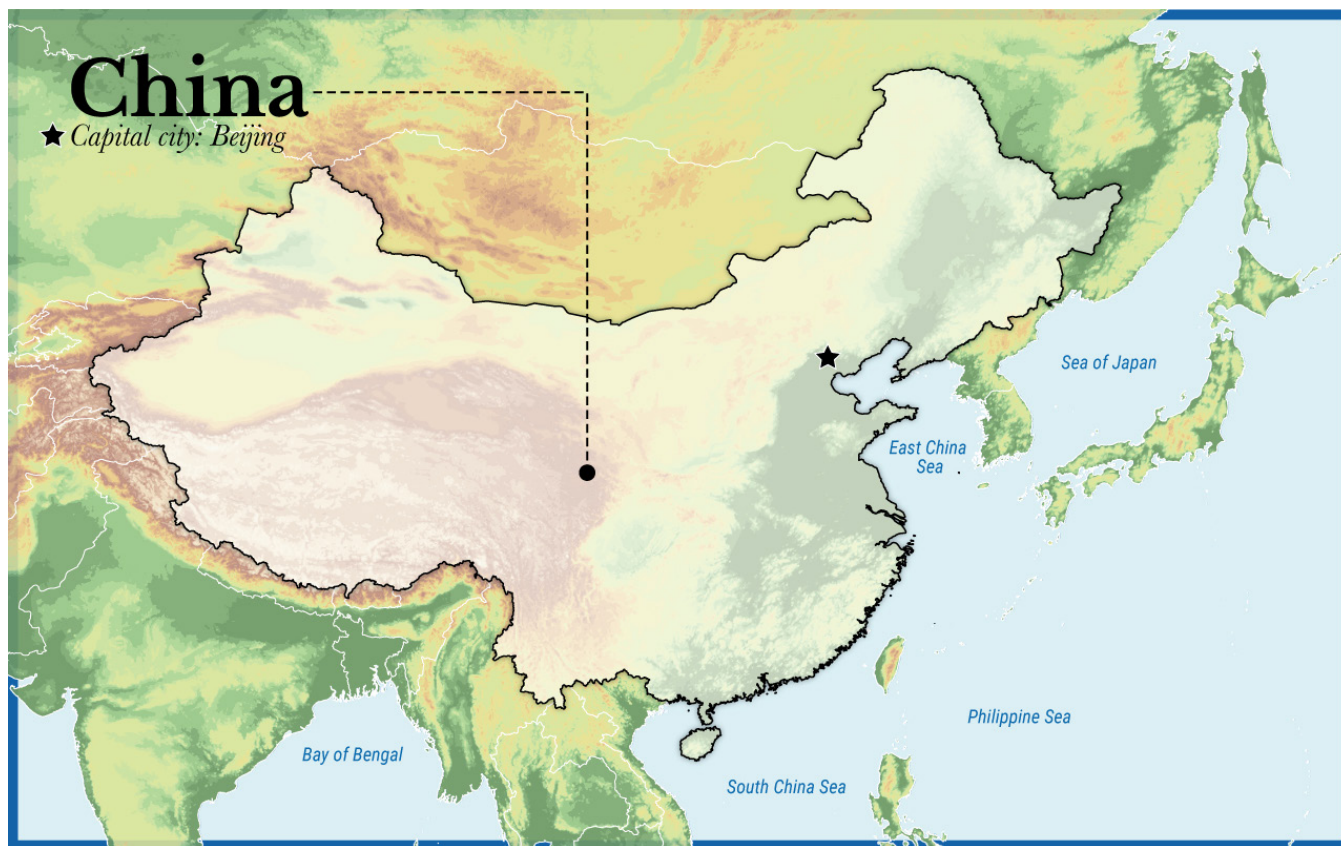 China
Capital city: Beijing
Sea of Japan
East China
Sea
Philippine Sea
Bay of Bengal
South China Sea